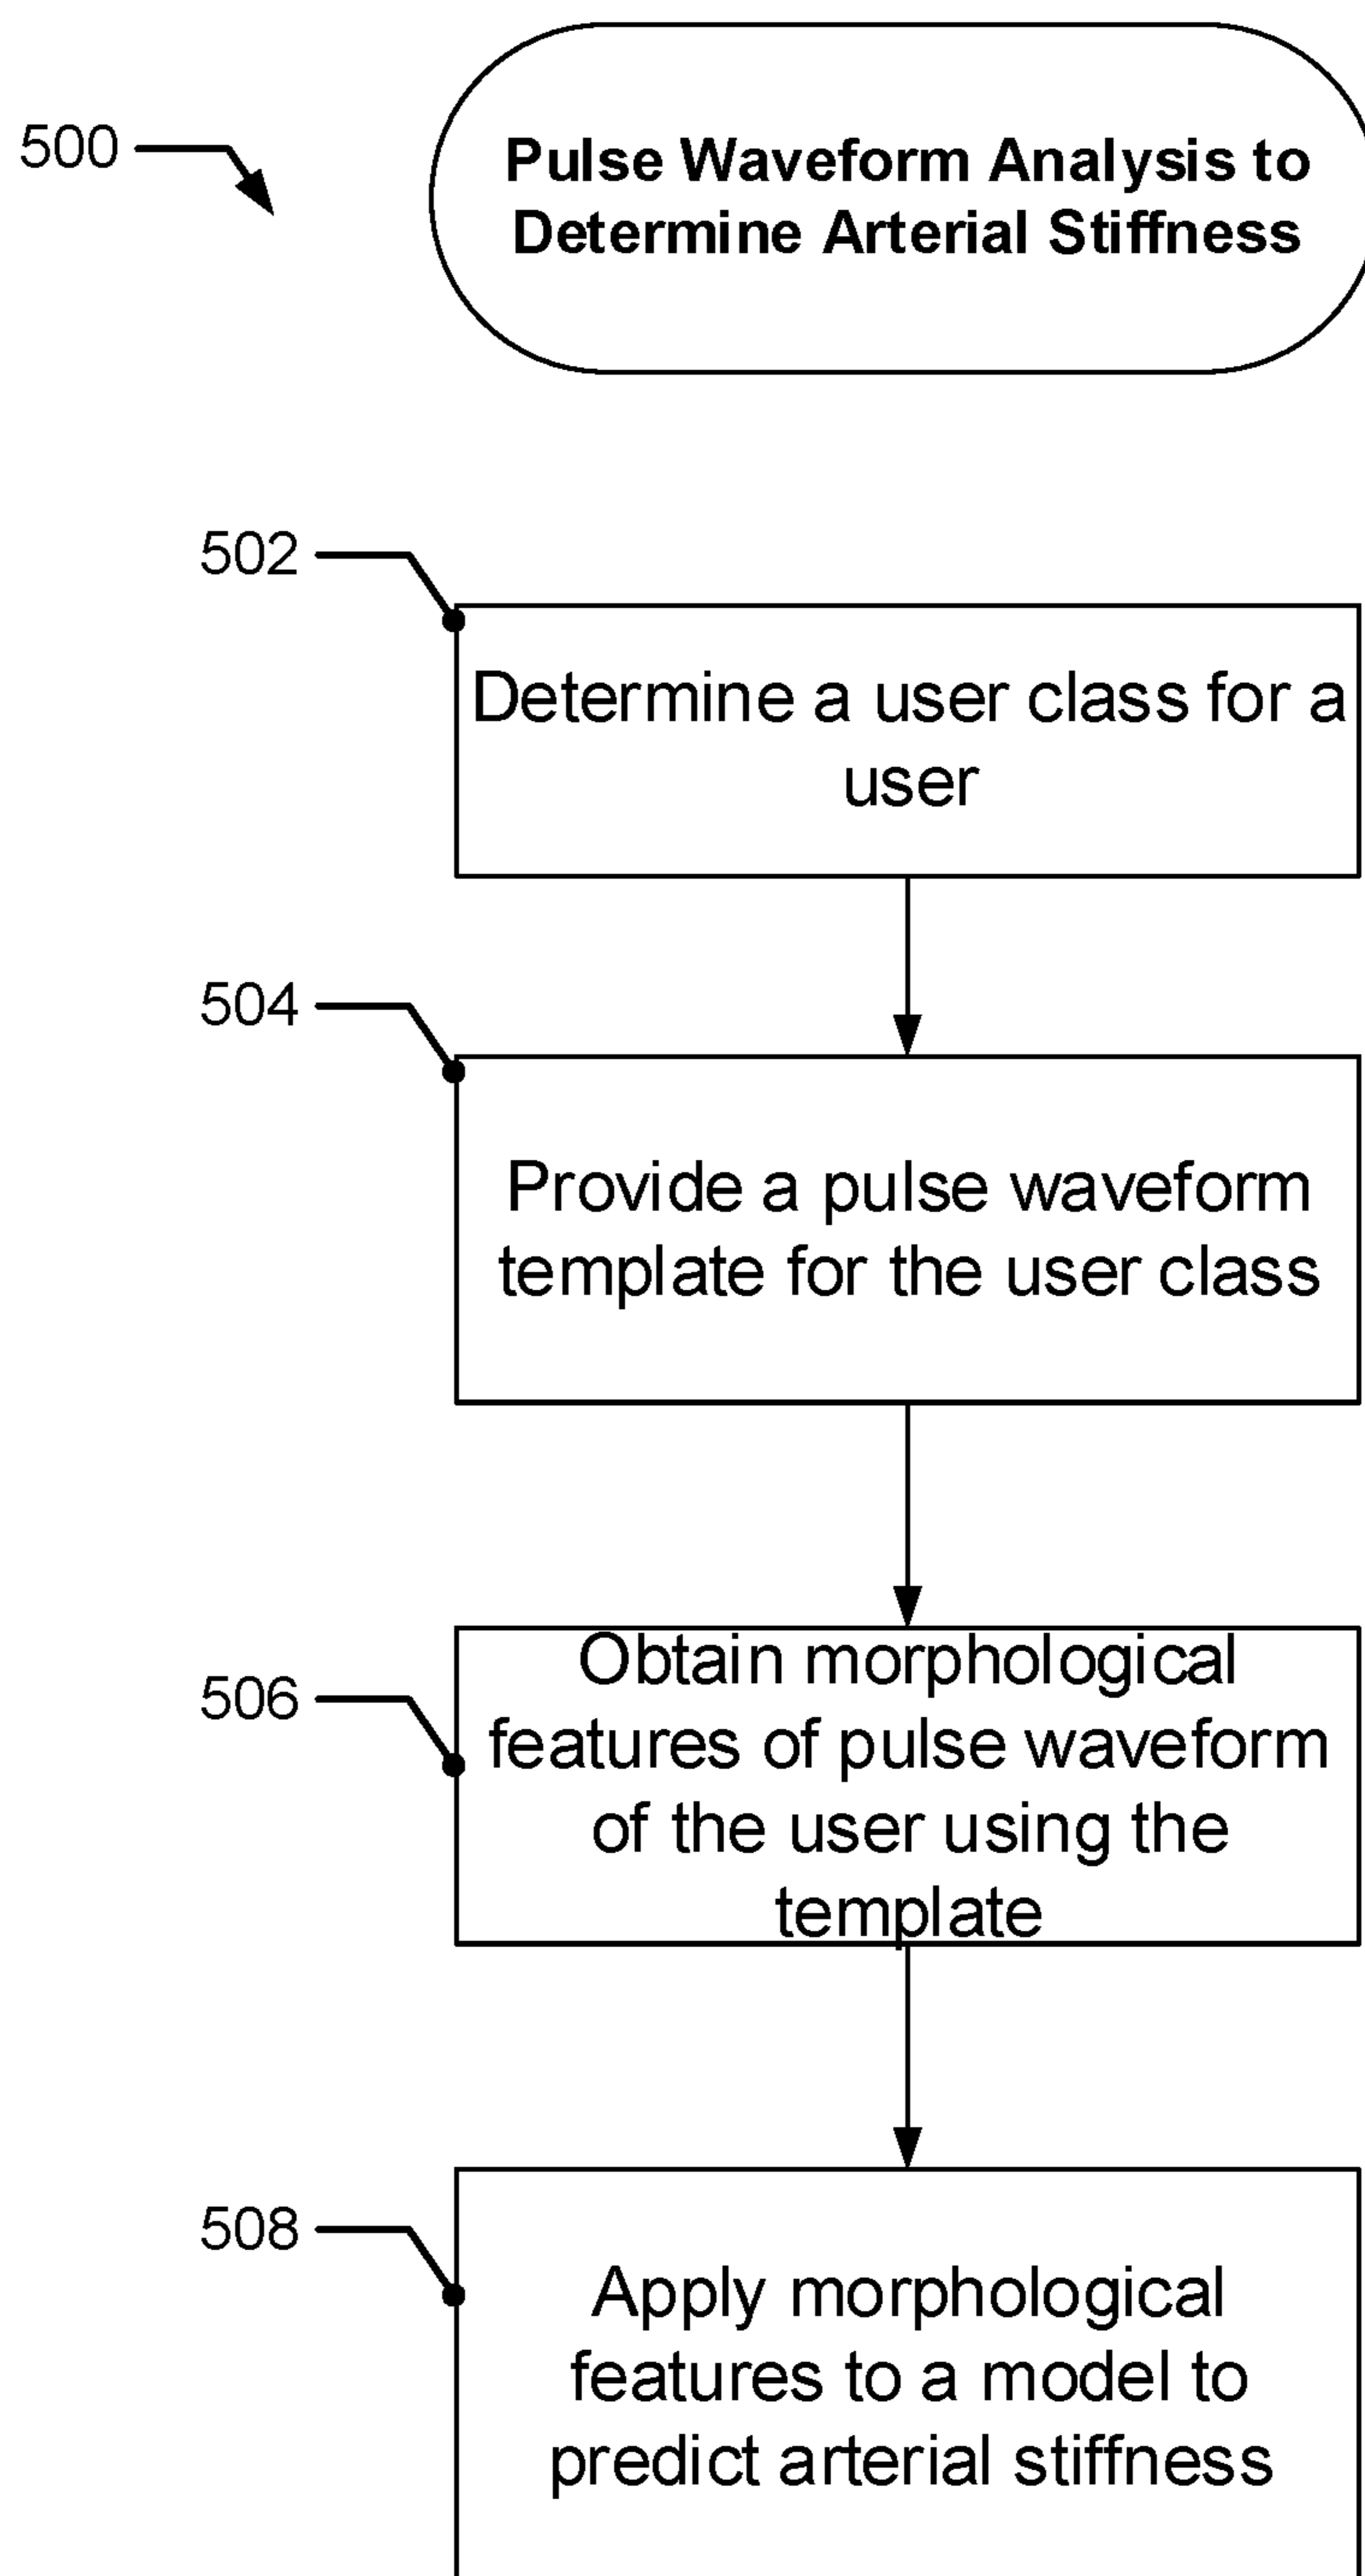 500
Pulse Waveform Analysis to
Determine Arterial Stiffness
502
Determine a user class for a
user
504
Provide a pulse waveform
template for the user class
506
Obtain morphological
features of pulse waveform
of the user using the
template
508
Apply morphological
features to a model to
predict arterial stiffness